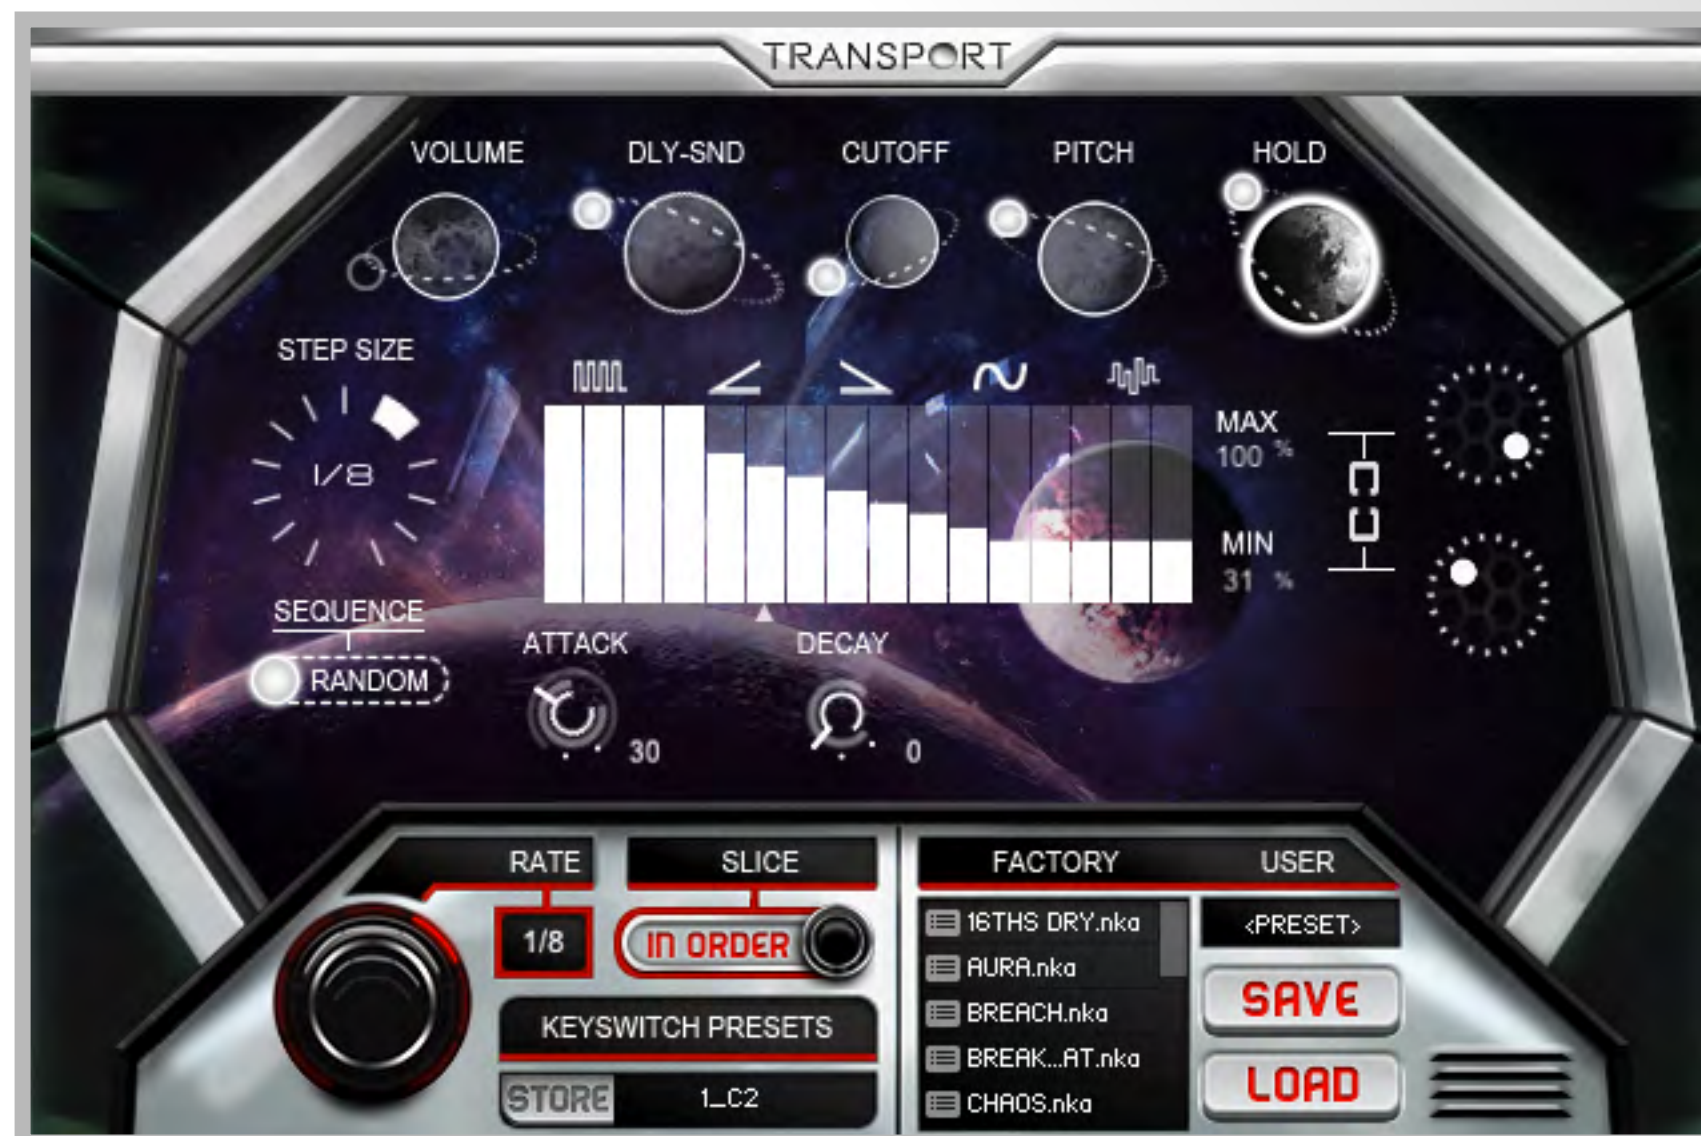 TRANSPORT
VOLUME DLY-SND CUTOFF PITCH HOLD
STEP SIZE
1/8
MAX
100 %
MIN
31 %
SEQUENCE
RANDOM
ATTACK DECAY
30 0
RATE SLICE FACTORY USER
1/8 IN ORDER
16THS DRY.nka
<PRESET>
AURA.nka
SAVE
BREACH.nka
KEYSWITCH PRESETS
BREAK...AT.nka
LOAD
STORE 1_C2
CHAOS.nka